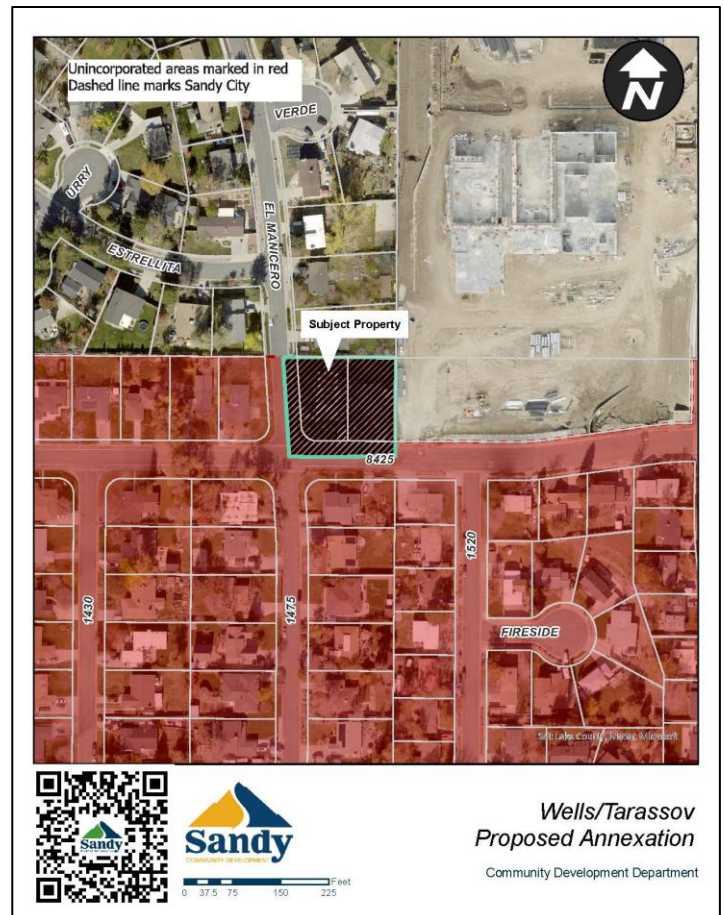 Unincorporated areas marked in red
Dashed line marks Sandy City
N
VERDE
URRY
EL MANICERO
ESTRELLITA
Subject Property
8425
1430
1475
1520
FIRESIDE
Salt Lake County, Maxar, Microsoft
Sandy
COMMUNITY DEVELOPMENT
Feet
0 37.5 75 150 225
Wells/Tarassov
Proposed Annexation
Community Development Department